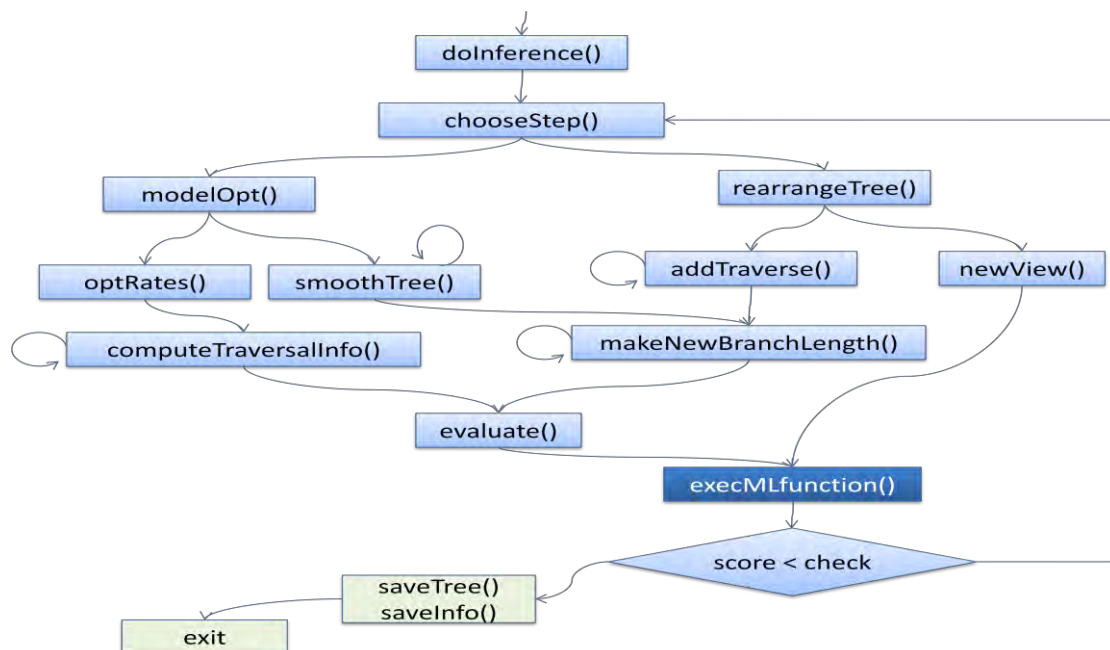 doInference()
chooseStep()
modelOpt()
rearrangeTree()
optRates()
smoothTree()
addTraverse()
newView()
computeTraversalInfo()
makeNewBranchLength()
evaluate()
execMLfunction()
score < check
saveTree()
saveInfo()
exit